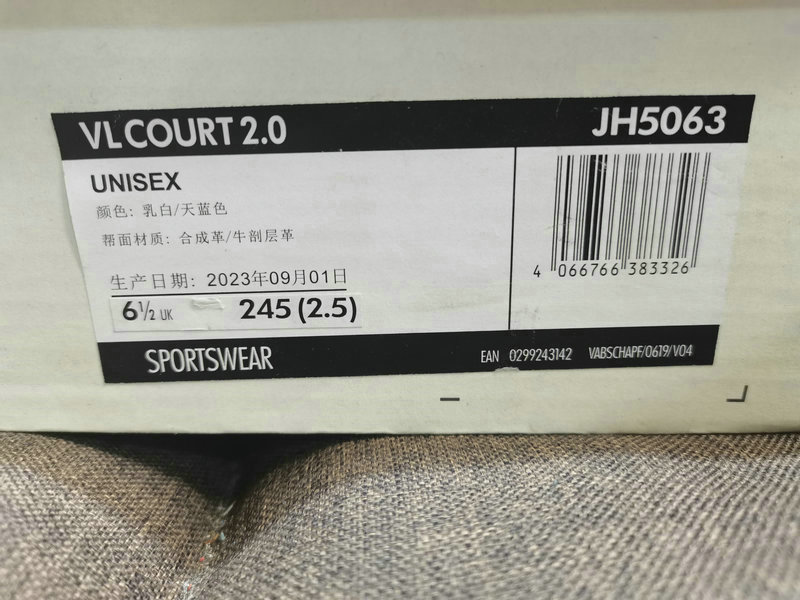 VL COURT 2.0
JH5063
UNISEX
颜色: 乳白/天蓝色
帮面材质: 合成革/牛剖层革
生产日期: 2023年09月01日
6½ UK 245 (2.5)
4 066766 383326
SPORTSWEAR
EAN 0299243142 VABSCHAPF/0619/V04